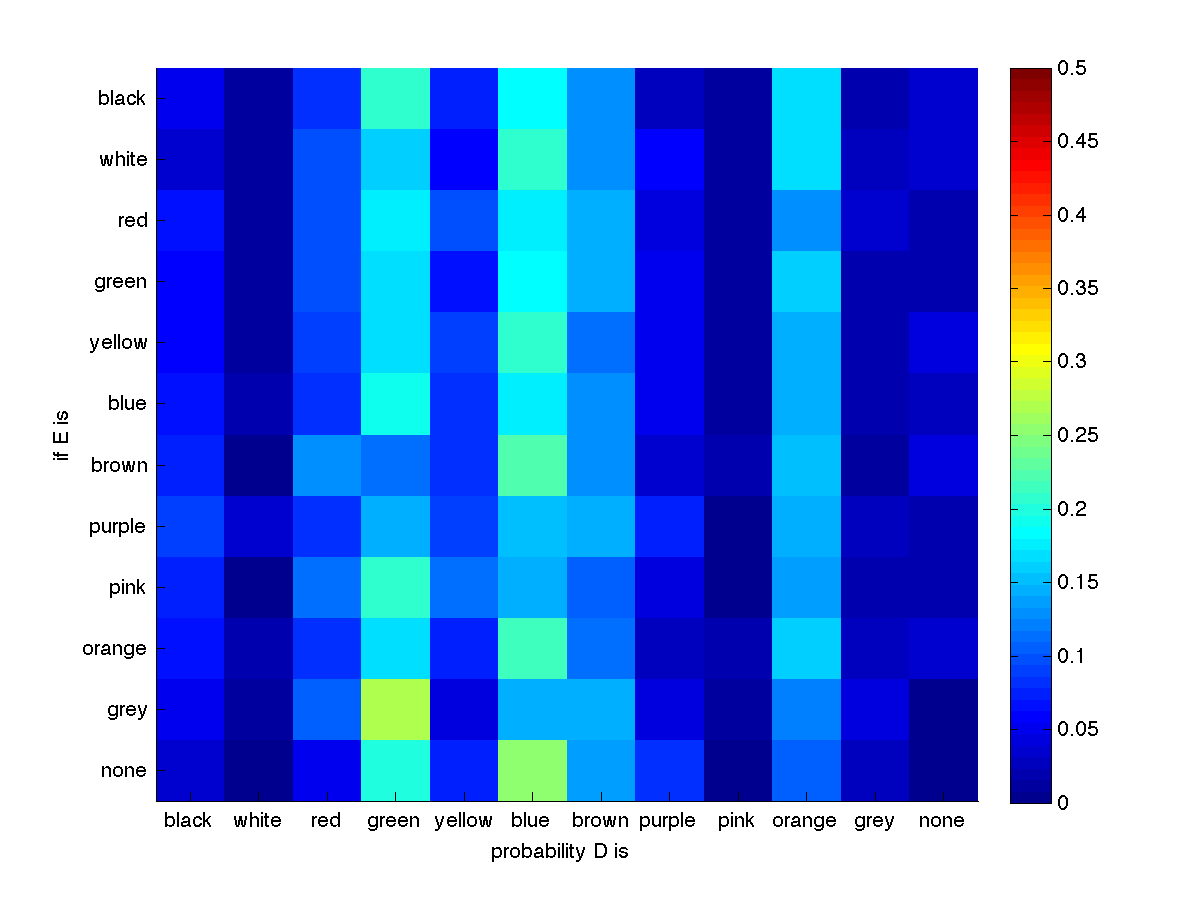 black
white
red
green
yellow
blue
brown
purple
pink
orange
grey
none
if E is
black white red green yellow blue brown purple pink orange grey none
probability D is
0.5
0.45
0.4
0.35
0.3
0.25
0.2
0.15
0.1
0.05
0